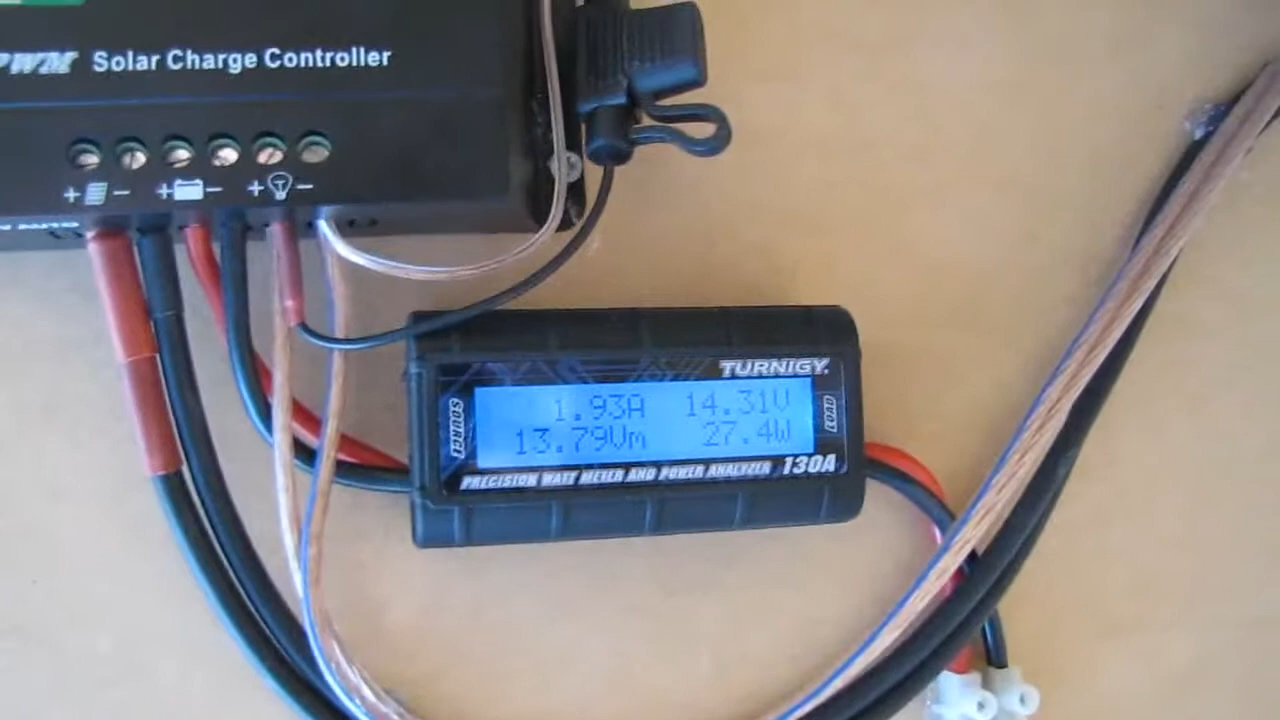 PWM Solar Charge Controller
+ - + - + -
V AUTO
TURNIGY.
SOURCE
1.93A 14.31V
LOAD
13.79Vm 27.4W
PRECISION WATT METER AND POWER ANALYZER 130A